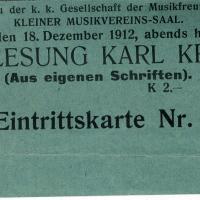 der k. k. Gesellschaft der Musikfreu
KLEINER MUSIKVEREINS-SAAL.
den 18. Dezember 1912, abends h
LESUNG KARL KR
(Aus eigenen Schriften).
K 2.—
Eintrittskarte Nr.